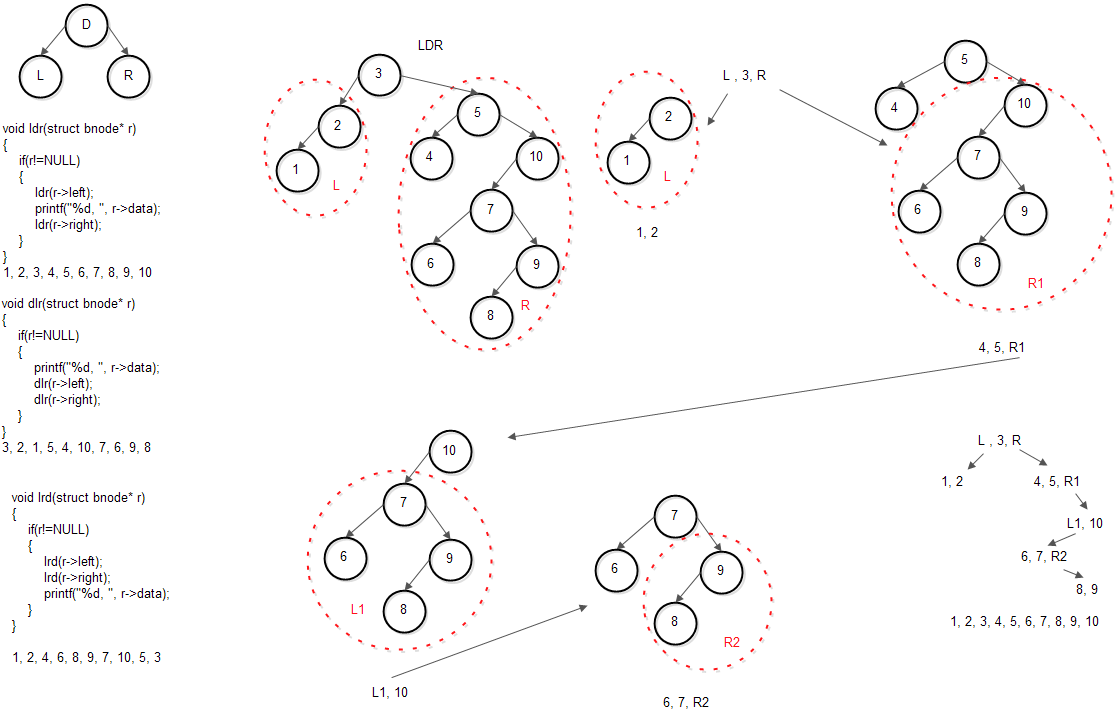 D
L
R
void ldr(struct bnode* r)
{
if(r!=NULL)
{
ldr(r->left);
printf("%d, ", r->data);
ldr(r->right);
}
}
1, 2, 3, 4, 5, 6, 7, 8, 9, 10
void dlr(struct bnode* r)
{
if(r!=NULL)
{
printf("%d, ", r->data);
dlr(r->left);
dlr(r->right);
}
}
3, 2, 1, 5, 4, 10, 7, 6, 9, 8
void lrd(struct bnode* r)
{
if(r!=NULL)
{
lrd(r->left);
lrd(r->right);
printf("%d, ", r->data);
}
}
1, 2, 4, 6, 8, 9, 7, 10, 5, 3
LDR
3
2
5
1
L
4
10
7
6
9
8
R
2
1
L
1, 2
L , 3, R
5
4
10
7
6
9
8
R1
4, 5, R1
10
7
6
9
8
L1
L1, 10
7
6
9
8
R2
6, 7, R2
L , 3, R
1, 2
4, 5, R1
L1, 10
6, 7, R2
8, 9
1, 2, 3, 4, 5, 6, 7, 8, 9, 10